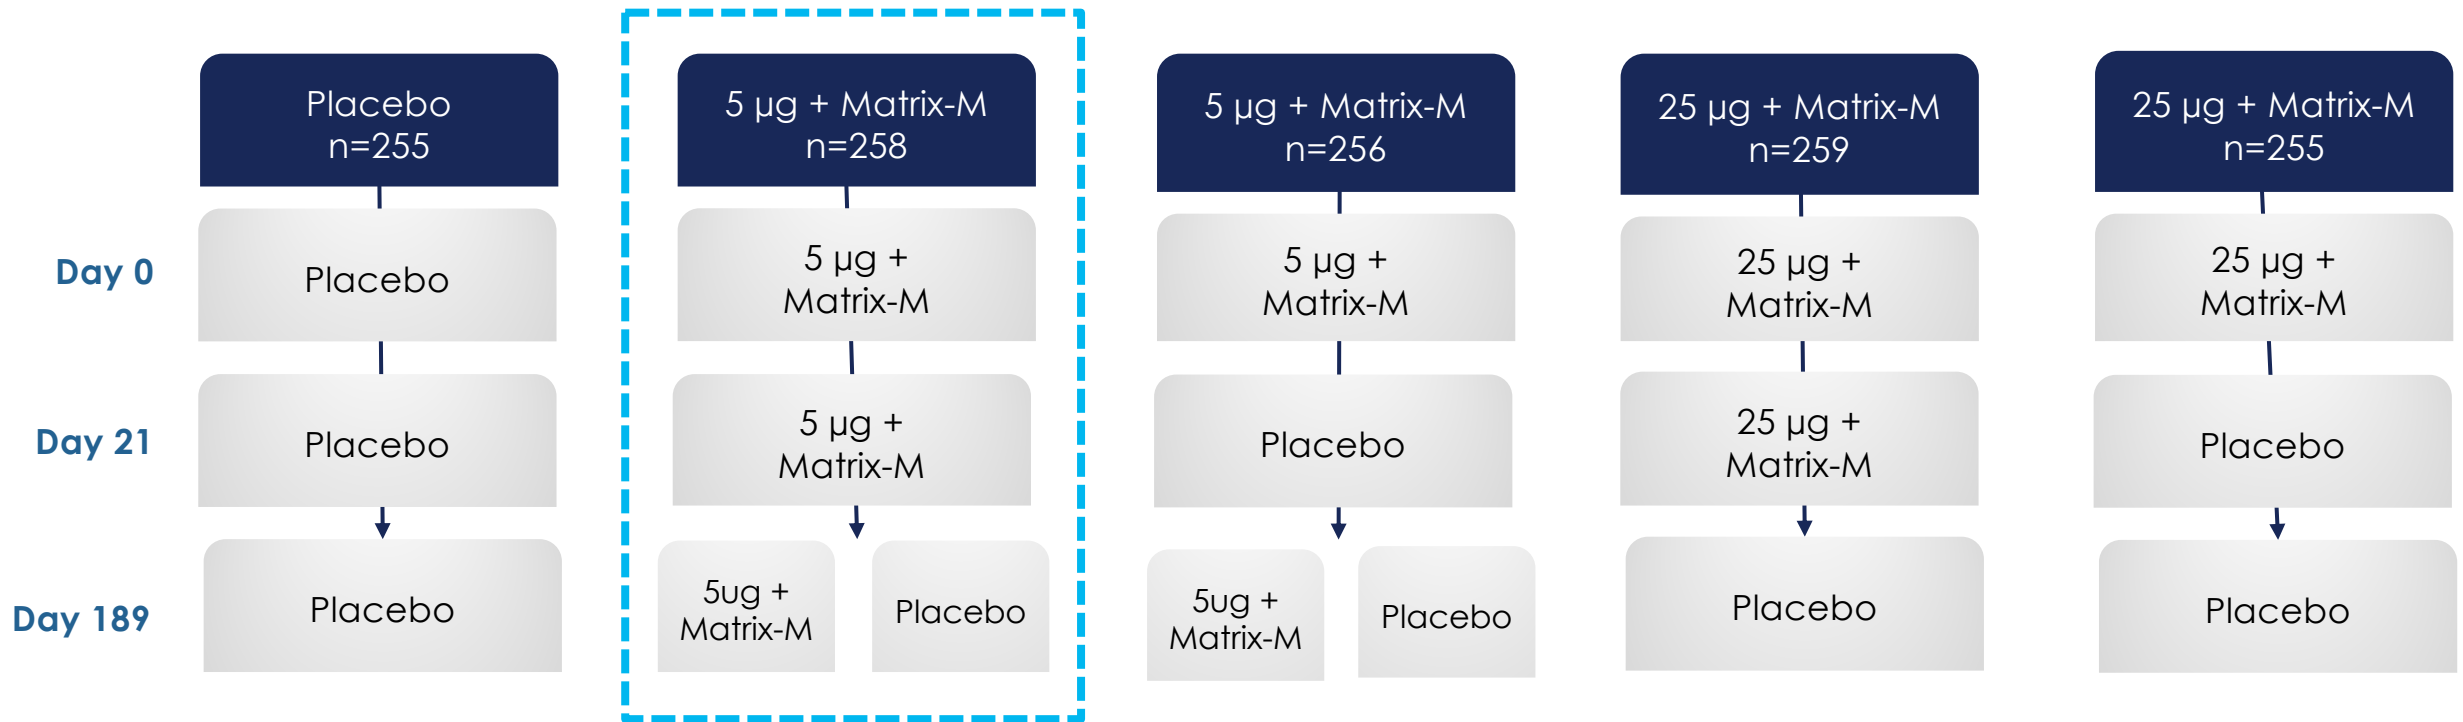 Placebo
n=255
5 µg + Matrix-M
n=258
5 µg + Matrix-M
n=256
25 µg + Matrix-M
n=259
25 µg + Matrix-M
n=255
Day 0
Placebo
5 µg +
Matrix-M
5 µg +
Matrix-M
25 µg +
Matrix-M
25 µg +
Matrix-M
Day 21
Placebo
5 µg +
Matrix-M
Placebo
25 µg +
Matrix-M
Placebo
Day 189
Placebo
5ug +
Matrix-M
Placebo
5ug +
Matrix-M
Placebo
Placebo
Placebo